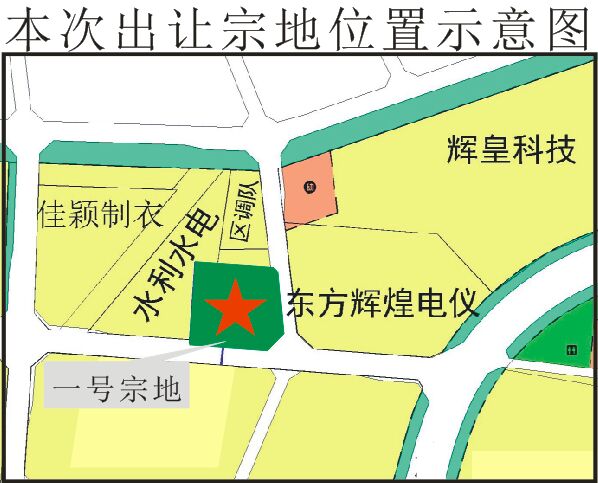 本次出让宗地位置示意图
辉皇科技
佳颖制衣
水利水电
区调队
东方辉煌电仪
一号宗地